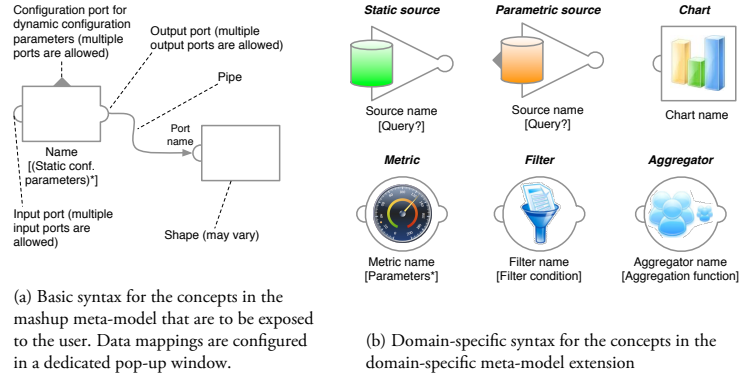 Configuration port for
dynamic configuration
parameters (multiple
ports are allowed)
Output port (multiple
output ports are allowed)
Pipe
Port
name
Name
[(Static conf.
parameters)*]
Input port (multiple
input ports are
allowed)
Shape (may vary)
(a) Basic syntax for the concepts in the
mashup meta-model that are to be exposed
to the user. Data mappings are configured
in a dedicated pop-up window.
Static source
Parametric source
Chart
Source name
[Query?]
Source name
[Query?]
Chart name
Metric
Filter
Aggregator
Metric name
[Parameters*]
Filter name
[Filter condition]
Aggregator name
[Aggregation function]
(b) Domain-specific syntax for the concepts in the
domain-specific meta-model extension